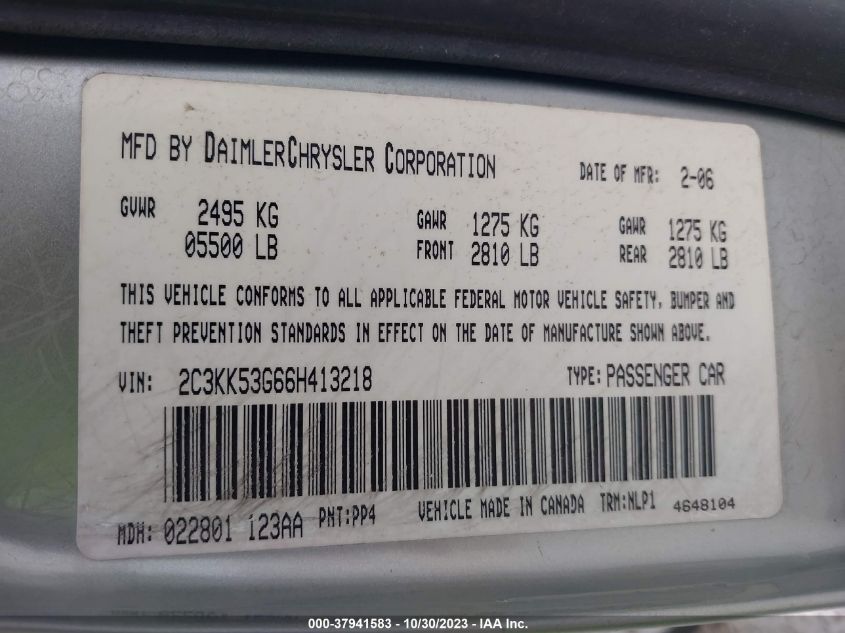 MFD BY DAIMLERCHRYSLER CORPORATION DATE OF MFR: 2-06
GVWR 2495 KG GAWR 1275 KG GAWR 1275 KG
05500 LB FRONT 2810 LB REAR 2810 LB
THIS VEHICLE CONFORMS TO ALL APPLICABLE FEDERAL MOTOR VEHICLE SAFETY, BUMPER AND
THEFT PREVENTION STANDARDS IN EFFECT ON THE DATE OF MANUFACTURE SHOWN ABOVE.
VIN: 2C3KK53G66H413218 TYPE: PASSENGER CAR
MDH: 022801 123AA PNT:PP4 VEHICLE MADE IN CANADA TRM:NLP1 4648104
000-37941583 - 10/30/2023 - IAA Inc.